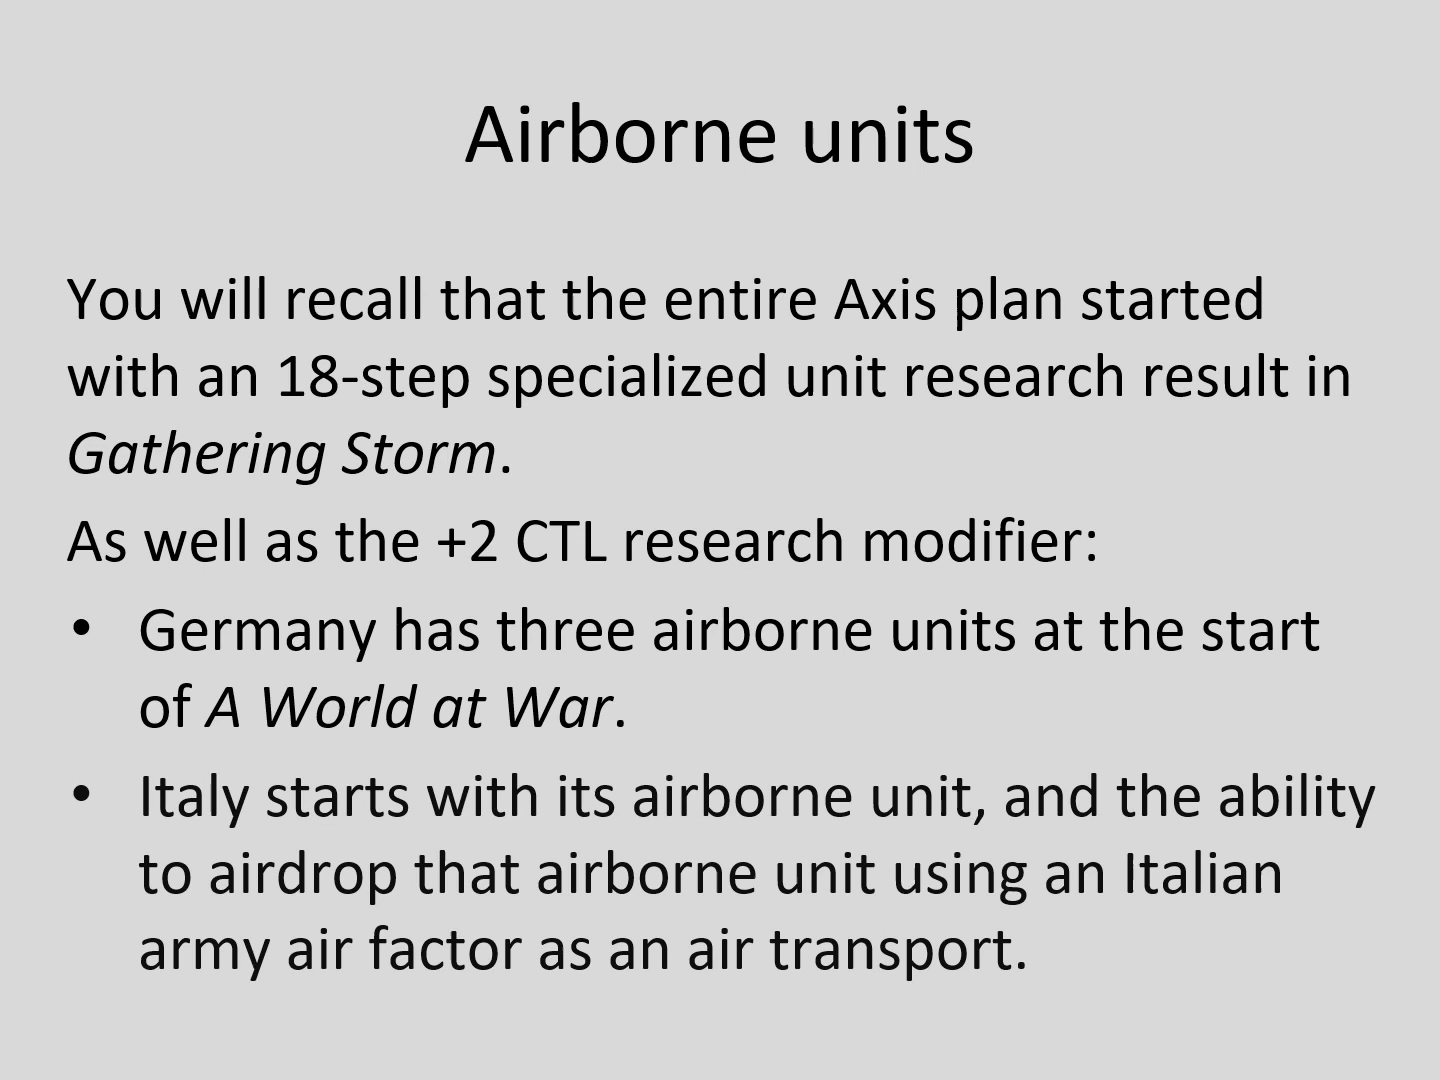 Airborne units
You will recall that the entire Axis plan started
with an 18-step specialized unit research result in
Gathering Storm.
As well as the +2 CTL research modifier:
• Germany has three airborne units at the start
of A World at War.
• Italy starts with its airborne unit, and the ability
to airdrop that airborne unit using an Italian
army air factor as an air transport.